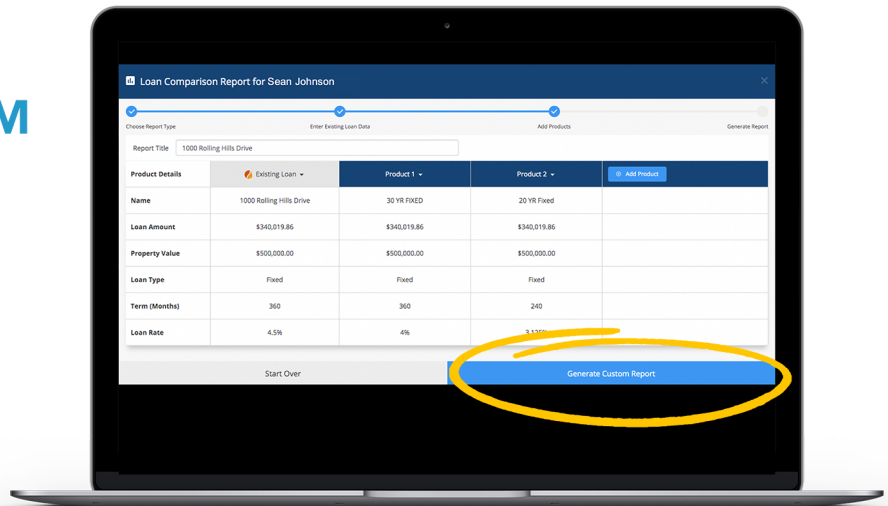 M
Loan Comparison Report for Sean Johnson
Choose Report Type Enter Existing Loan Data Add Products Generate Report
Report Title 1000 Rolling Hills Drive
Product Details Existing Loan Product 1 Product 2 Add Product
Name 1000 Rolling Hills Drive 30 YR FIXED 20 YR Fixed
Loan Amount $340,019.86 $340,019.86 $340,019.86
Property Value $500,000.00 $500,000.00 $500,000.00
Loan Type Fixed Fixed Fixed
Term (Months) 360 360 240
Loan Rate 4.5% 4% 3.125%
Start Over Generate Custom Report